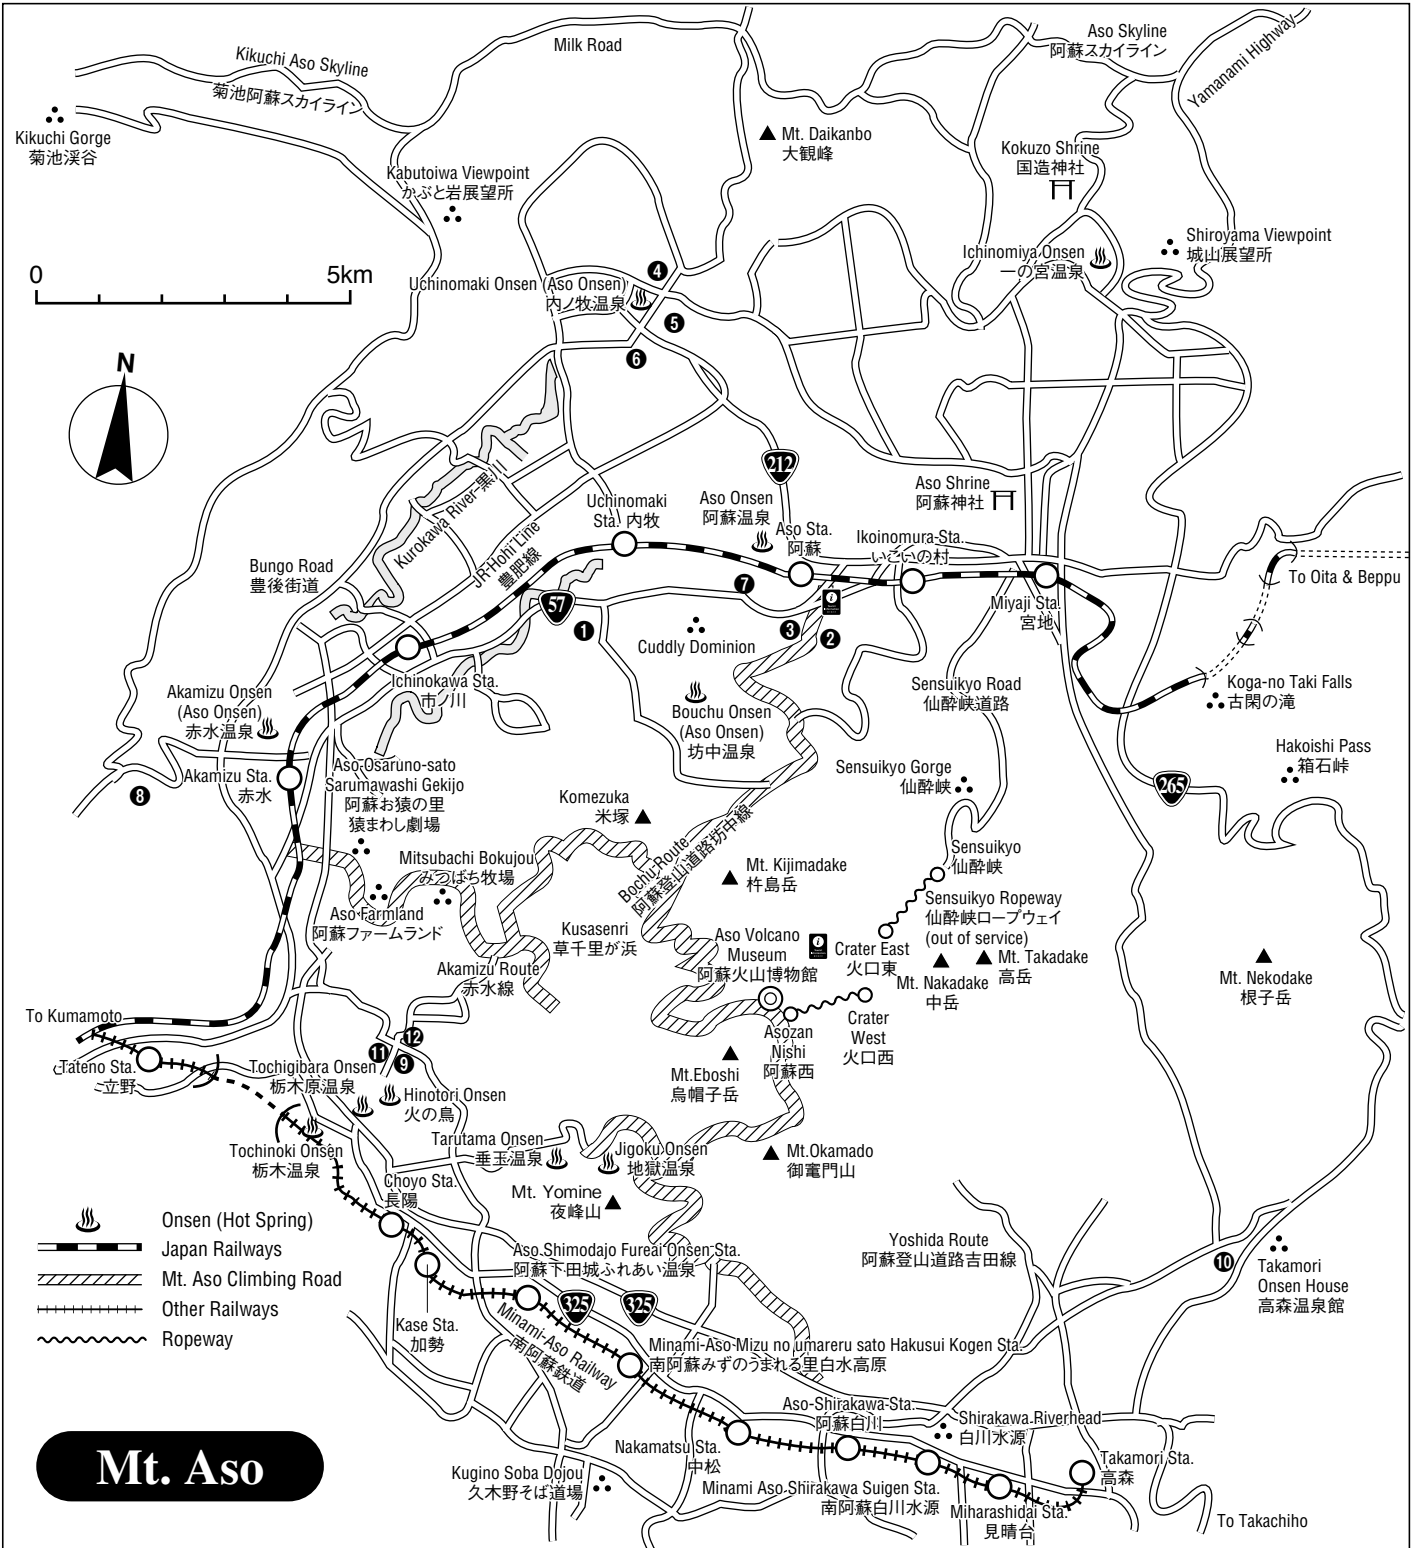 Kikuchi Aso Skyline
菊池阿蘇スカイライン
Milk Road
Aso Skyline
阿蘇スカイライン
Yamanami Highway
Kikuchi Gorge
菊池渓谷
Mt. Daikanbo
大観峰
Kokuzo Shrine
国造神社
Kabutoiwa Viewpoint
かぶと岩展望所
Shiroyama Viewpoint
城山展望所
Ichinomiya Onsen
一の宮温泉
0
5km
Uchinomaki Onsen (Aso Onsen)
内ノ牧温泉
4
5
6
N
212
Kurokawa River 黒川
JR Hohi Line
豊肥線
Uchinomaki
Sta. 内牧
Aso Onsen
阿蘇温泉
Aso Sta.
阿蘇
Aso Shrine
阿蘇神社
Ikoinomura Sta.
いこいの村
Bungo Road
豊後街道
To Oita & Beppu
Miyaji Sta.
宮地
57
1
7
3
2
i
Cuddly Dominion
Ichinokawa Sta.
市ノ川
Akamizu Onsen
(Aso Onsen)
赤水温泉
Bouchu Onsen
(Aso Onsen)
坊中温泉
Sensuikyo Road
仙酔峡道路
Koga-no Taki Falls
古閑の滝
Hakoishi Pass
箱石峠
265
Akamizu Sta.
赤水
8
Aso Osaruno-sato
Sarumawashi Gekijo
阿蘇お猿の里
猿まわし劇場
Komezuka
米塚
Sensuikyo Gorge
仙酔峡
Mitsubachi Bokujou
みつばち牧場
Bochu Route
阿蘇登山道路坊中線
Mt. Kijimadake
杵島岳
Sensuikyo
仙酔峡
Sensuikyo Ropeway
仙酔峡ロープウェイ
(out of service)
Aso Farmland
阿蘇ファームランド
Kusasenri
草千里が浜
Aso Volcano
Museum
阿蘇火山博物館
i
Crater East
火口東
Mt. Takadake
高岳
Mt. Nakadake
中岳
Mt. Nekodake
根子岳
Akamizu Route
赤水線
To Kumamoto
Crater
West
火口西
Asozan
Nishi
阿蘇西
11
12
9
Tateno Sta.
立野
Tochigibara Onsen
栃木原温泉
Hinotori Onsen
火の鳥
Mt.Eboshi
烏帽子岳
Tochinoki Onsen
栃木温泉
Tarutama Onsen
垂玉温泉
Jigoku Onsen
地獄温泉
Mt.Okamado
御竃門山
Choyo Sta.
長陽
Mt. Yomine
夜峰山
Onsen (Hot Spring)
Japan Railways
Mt. Aso Climbing Road
Other Railways
Ropeway
Aso Shimodajo Fureai Onsen Sta.
阿蘇下田城ふれあい温泉
Yoshida Route
阿蘇登山道路吉田線
10
Takamori
Onsen House
高森温泉館
325
325
Kase Sta.
加勢
Minami-Aso Railway
南阿蘇鉄道
Minami-Aso Mizu no umareru sato Hakusui Kogen Sta.
南阿蘇みずのうまれる里白水高原
Aso-Shirakawa Sta.
阿蘇白川
Shirakawa Riverhead
白川水源
Mt. Aso
Nakamatsu Sta.
中松
Takamori Sta.
高森
Kugino Soba Dojou
久木野そば道場
Minami Aso Shirakawa Suigen Sta.
南阿蘇白川水源
Miharashidai Sta.
見晴台
To Takachiho